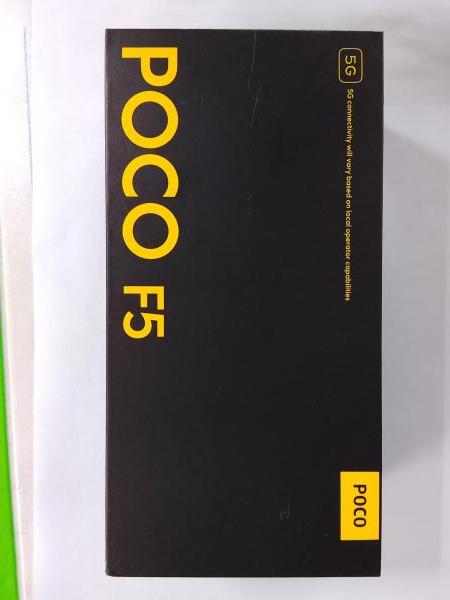 5G
5G connectivity will vary based on local operator capabilities
POCO
POCO F5